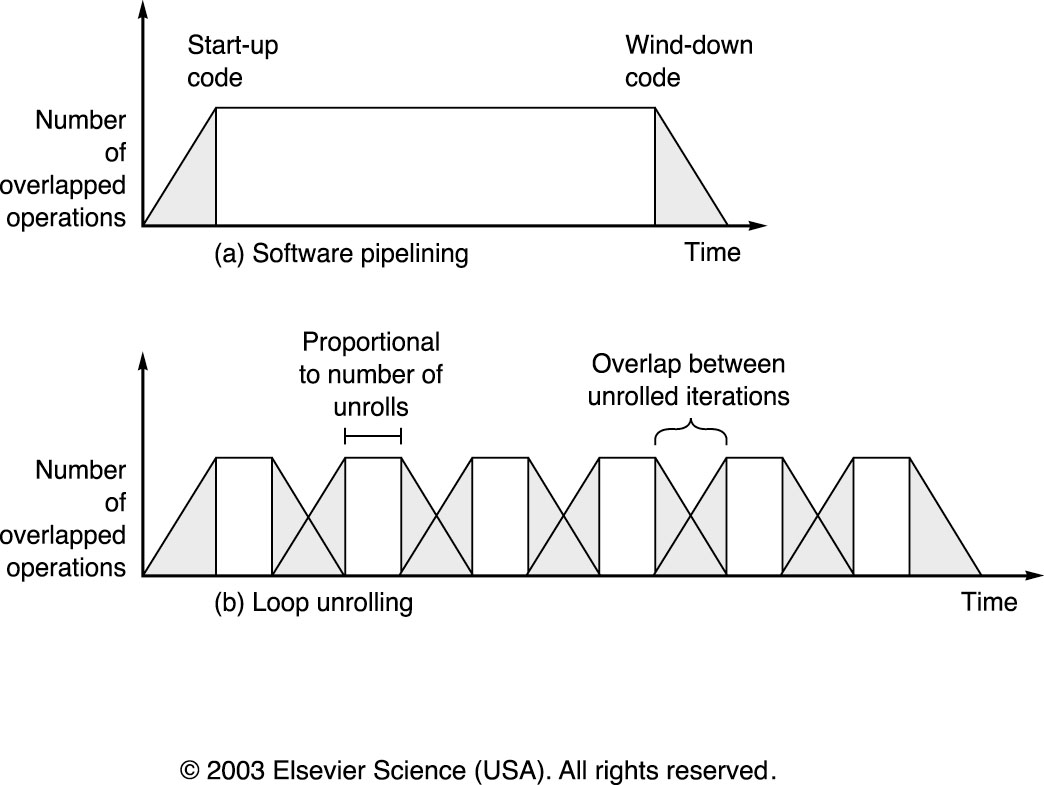 Start-up
code
Wind-down
code
Number
of
overlapped
operations
(a) Software pipelining
Time
Proportional
to number of
unrolls
Overlap between
unrolled iterations
Number
of
overlapped
operations
(b) Loop unrolling
Time
© 2003 Elsevier Science (USA). All rights reserved.